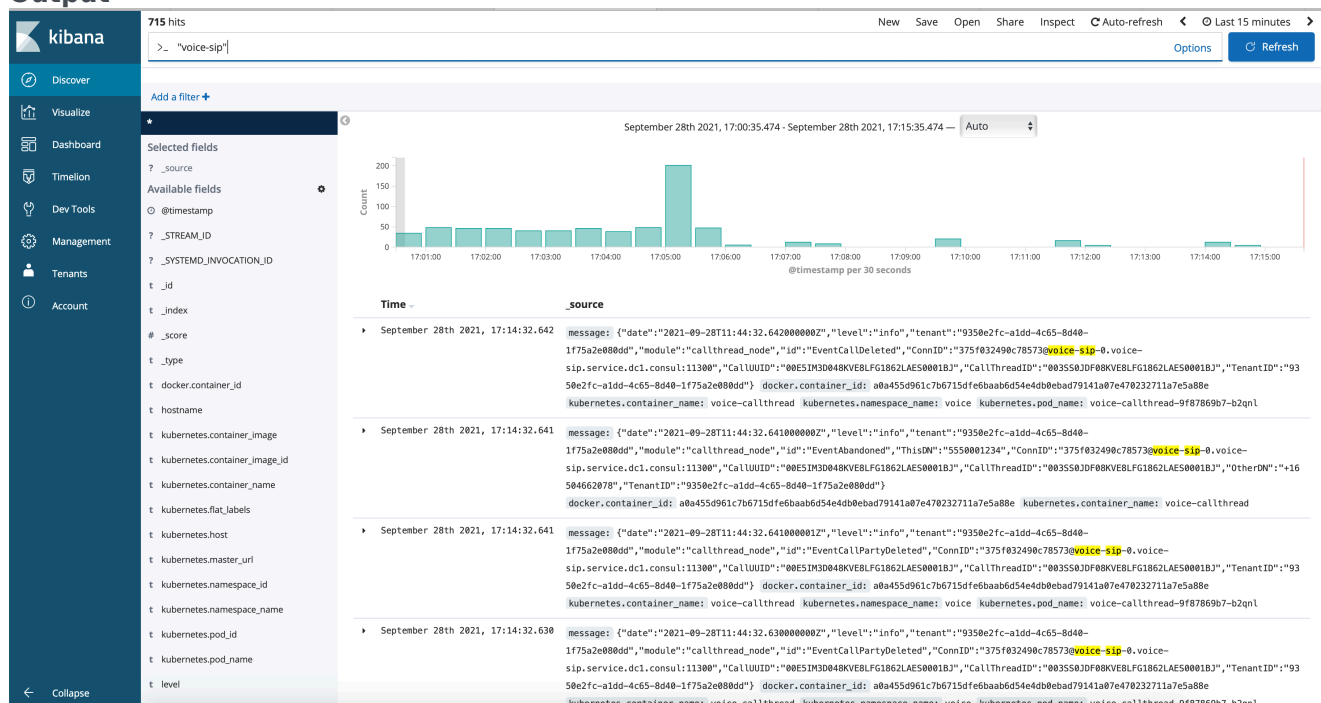 Output
715 hits
New Save Open Share Inspect C Auto-refresh Last 15 minutes
kibana
>_ "voice-sip"
Options
Refresh
Discover
Visualize
Dashboard
Timelion
Dev Tools
Management
Tenants
Account
Collapse
Add a filter +
*
Selected fields
? _source
Available fields
@timestamp
? _STREAM_ID
? _SYSTEMD_INVOCATION_ID
t _id
t _index
# _score
t _type
t docker.container_id
t hostname
t kubernetes.container_image
t kubernetes.container_image_id
t kubernetes.container_name
t kubernetes.flat_labels
t kubernetes.host
t kubernetes.master_url
t kubernetes.namespace_id
t kubernetes.namespace_name
t kubernetes.pod_id
t kubernetes.pod_name
t level
September 28th 2021, 17:00:35.474 - September 28th 2021, 17:15:35.474 — Auto
Count
200
150
100
50
0
17:01:00 17:02:00 17:03:00 17:04:00 17:05:00 17:06:00 17:07:00 17:08:00 17:09:00 17:10:00 17:11:00 17:12:00 17:13:00 17:14:00 17:15:00
@timestamp per 30 seconds
Time _source
September 28th 2021, 17:14:32.642 message: {"date":"2021-09-28T11:44:32.642000000Z","level":"info","tenant":"9350e2fc-a1dd-4c65-8d40-
1f75a2e080dd","module":"callthread_node","id":"EventCallDeleted","ConnID":"375f032490c78573@voice-sip-0.voice-
sip.service.dc1.consul:11300","CallUUID":"00E5IM3D048KVE8LFG1862LAES0001BJ","CallThreadID":"003SS0JDF08KVE8LFG1862LAES0001BJ","TenantID":"93
50e2fc-a1dd-4c65-8d40-1f75a2e080dd"} docker.container_id: a0a455d961c7b6715dfe6baab6d54e4db0ebad79141a07e470232711a7e5a88e
kubernetes.container_name: voice-callthread kubernetes.namespace_name: voice kubernetes.pod_name: voice-callthread-9f87869b7-b2qnl
September 28th 2021, 17:14:32.641 message: {"date":"2021-09-28T11:44:32.641000000Z","level":"info","tenant":"9350e2fc-a1dd-4c65-8d40-
1f75a2e080dd","module":"callthread_node","id":"EventAbandoned","ThisDN":"5550001234","ConnID":"375f032490c78573@voice-sip-0.voice-
sip.service.dc1.consul:11300","CallUUID":"00E5IM3D048KVE8LFG1862LAES0001BJ","CallThreadID":"003SS0JDF08KVE8LFG1862LAES0001BJ","OtherDN":"+16
504662078","TenantID":"9350e2fc-a1dd-4c65-8d40-1f75a2e080dd"}
docker.container_id: a0a455d961c7b6715dfe6baab6d54e4db0ebad79141a07e470232711a7e5a88e kubernetes.container_name: voice-callthread
September 28th 2021, 17:14:32.641 message: {"date":"2021-09-28T11:44:32.641000001Z","level":"info","tenant":"9350e2fc-a1dd-4c65-8d40-
1f75a2e080dd","module":"callthread_node","id":"EventCallPartyDeleted","ConnID":"375f032490c78573@voice-sip-0.voice-
sip.service.dc1.consul:11300","CallUUID":"00E5IM3D048KVE8LFG1862LAES0001BJ","CallThreadID":"003SS0JDF08KVE8LFG1862LAES0001BJ","TenantID":"93
50e2fc-a1dd-4c65-8d40-1f75a2e080dd"} docker.container_id: a0a455d961c7b6715dfe6baab6d54e4db0ebad79141a07e470232711a7e5a88e
kubernetes.container_name: voice-callthread kubernetes.namespace_name: voice kubernetes.pod_name: voice-callthread-9f87869b7-b2qnl
September 28th 2021, 17:14:32.630 message: {"date":"2021-09-28T11:44:32.630000000Z","level":"info","tenant":"9350e2fc-a1dd-4c65-8d40-
1f75a2e080dd","module":"callthread_node","id":"EventCallPartyDeleted","ConnID":"375f032490c78573@voice-sip-0.voice-
sip.service.dc1.consul:11300","CallUUID":"00E5IM3D048KVE8LFG1862LAES0001BJ","CallThreadID":"003SS0JDF08KVE8LFG1862LAES0001BJ","TenantID":"93
50e2fc-a1dd-4c65-8d40-1f75a2e080dd"} docker.container_id: a0a455d961c7b6715dfe6baab6d54e4db0ebad79141a07e470232711a7e5a88e
kubernetes.container_name: voice-callthread kubernetes.namespace_name: voice kubernetes.pod_name: voice-callthread-9f87869b7-b2qnl